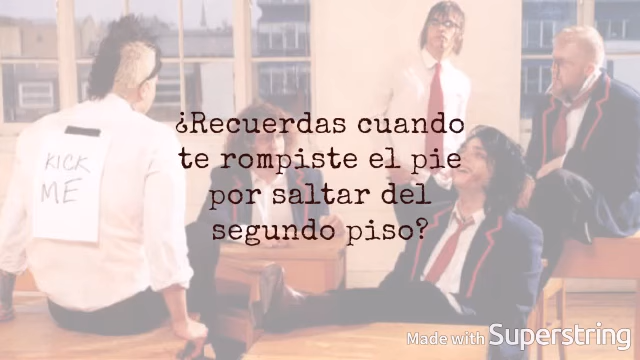 ¿Recuerdas cuando
te rompiste el pie
por saltar del
segundo piso?
KICK
ME
Made with Superstring